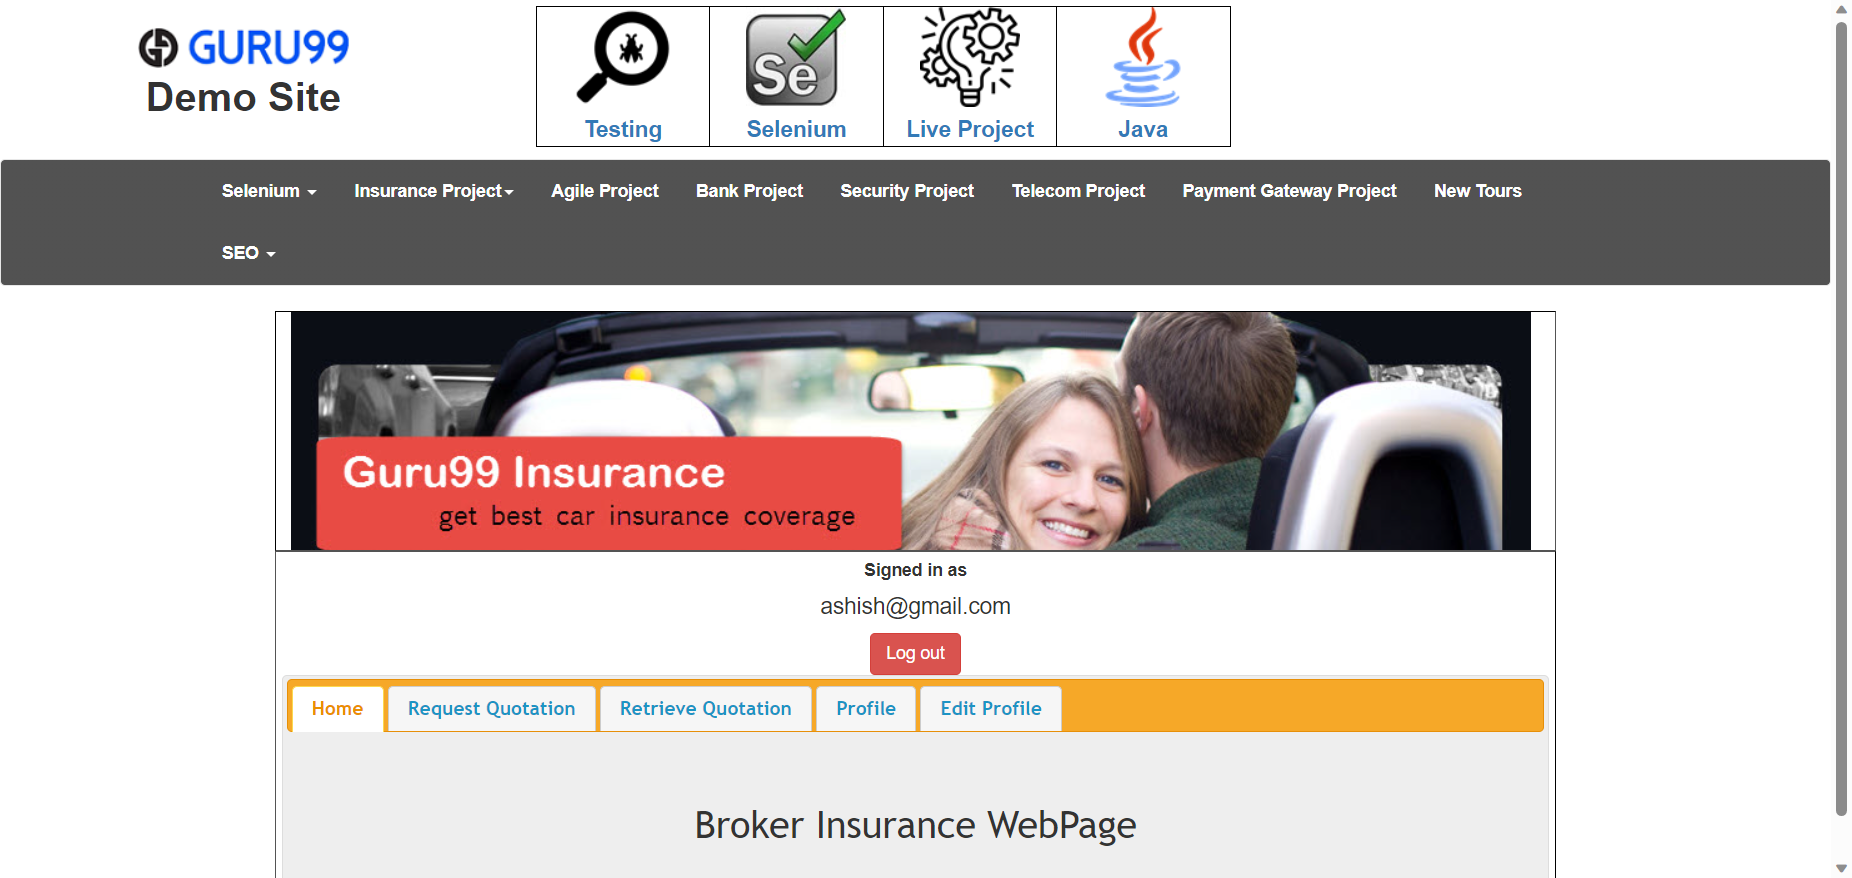 GURU99
Demo Site
Se
Testing Selenium Live Project Java
Selenium Insurance Project Agile Project Bank Project Security Project Telecom Project Payment Gateway Project New Tours
SEO
Guru99 Insurance
get best car insurance coverage
Signed in as
ashish@gmail.com
Log out
Home Request Quotation Retrieve Quotation Profile Edit Profile
Broker Insurance WebPage